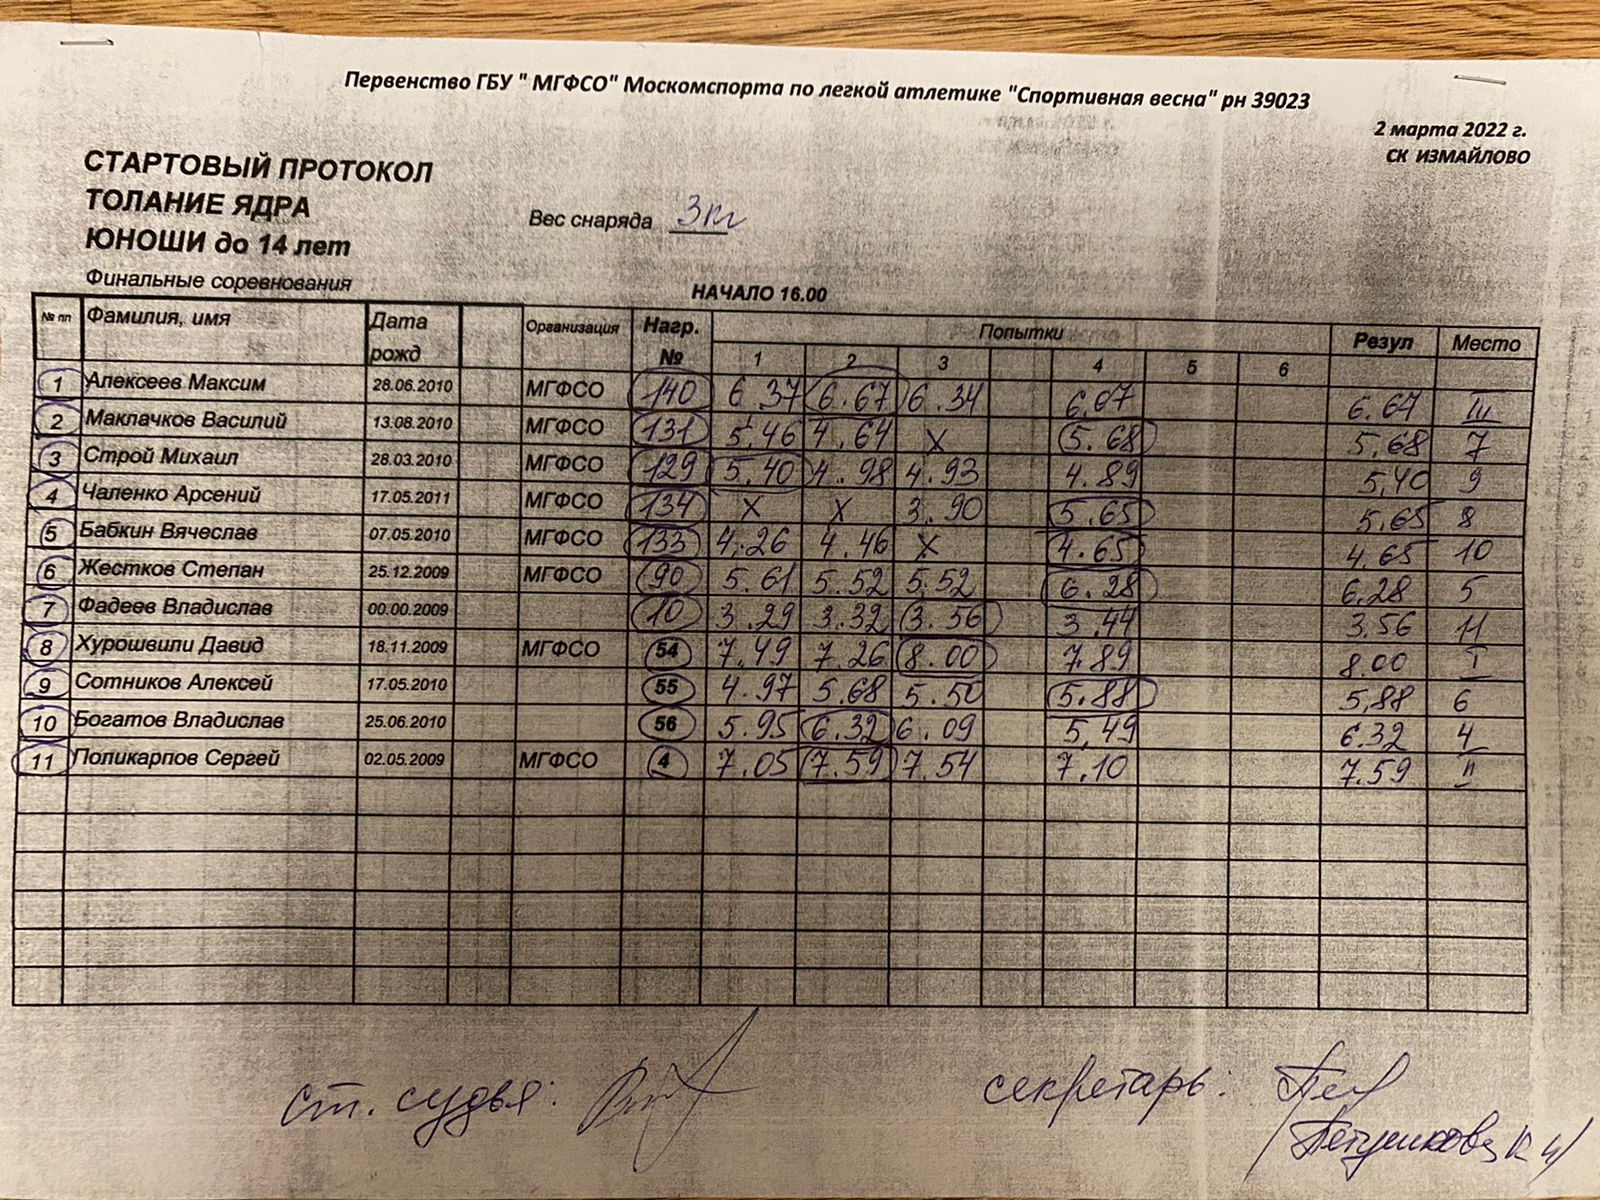 Первенство ГБУ " МГФСО" Москомспорта по легкой атлетике "Спортивная весна" рн 39023
2 марта 2022 г.
СК ИЗМАЙЛОВО
СТАРТОВЫЙ ПРОТОКОЛ
ТОЛАНИЕ ЯДРА
ЮНОШИ до 14 лет
Вес снаряда 3кг
Финальные соревнования
НАЧАЛО 16.00
№ пп Фамилия, имя Дата рожд Организация Нагр. № Попытки Резул Место
1 2 3 4 5 6
1 Алексеев Максим 28.06.2010 МГФСО 140 6.37 6.67 6.34 6.07 6.67 III
2 Маклачков Василий 13.08.2010 МГФСО 131 5.46 4.64 X 5.68 5,68 7
3 Строй Михаил 28.03.2010 МГФСО 129 5.40 4.98 4.93 4.89 5,40 9
4 Чаленко Арсений 17.05.2011 МГФСО 134 X X 3.90 5.65 5,65 8
5 Бабкин Вячеслав 07.05.2010 МГФСО 133 4.26 4.46 X 4.65 4.65 10
6 Жестков Степан 25.12.2009 МГФСО 90 5.61 5.52 5,52 6.28 6.28 5
7 Фадеев Владислав 00.00.2009 10 3.29 3.32 3.56 3.44 3.56 11
8 Хурошвили Давид 18.11.2009 МГФСО 54 7.49 7.26 8.00 7.89 8.00 I
9 Сотников Алексей 17.05.2010 55 4.97 5.68 5.50 5.88 5,88 6
10 Богатов Владислав 25.06.2010 56 5.95 6.32 6.09 5,49 6.32 4
11 Поликарпов Сергей 02.05.2009 МГФСО 4 7.05 7.59 7.54 7.10 7.59 II
ст. судья: секретарь: